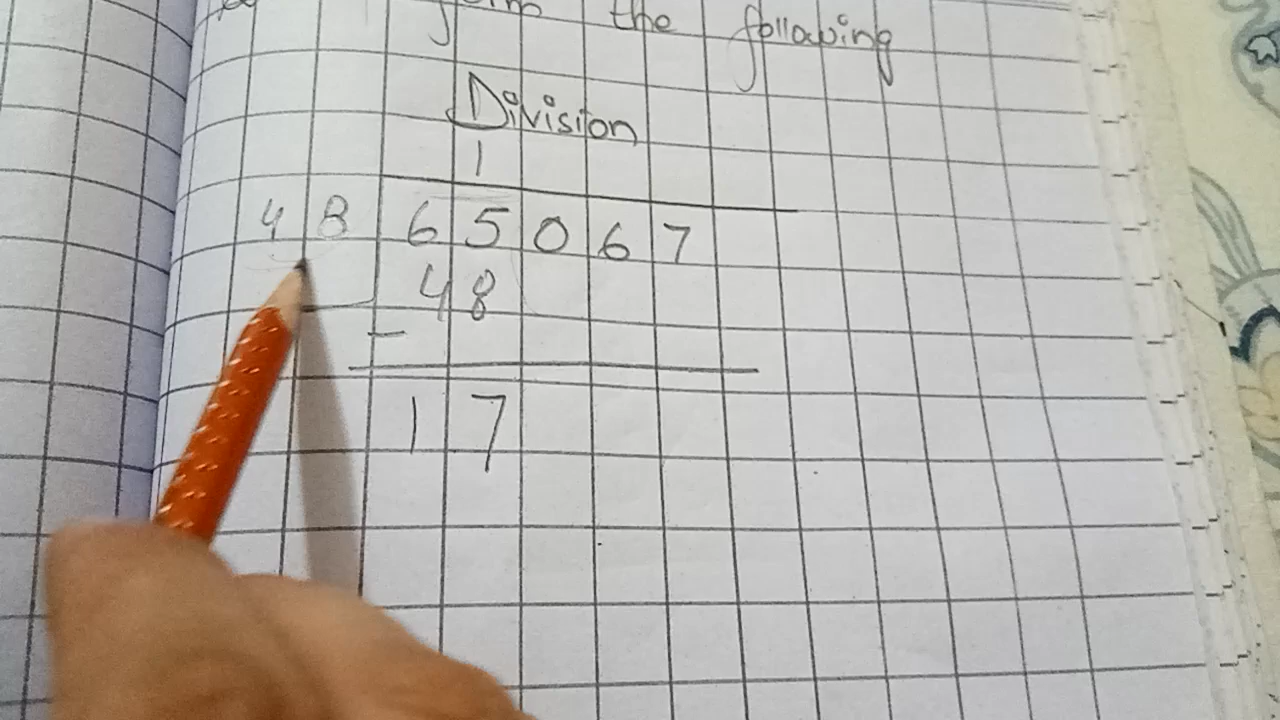 the following
Division
1
48 65067
48
-
17